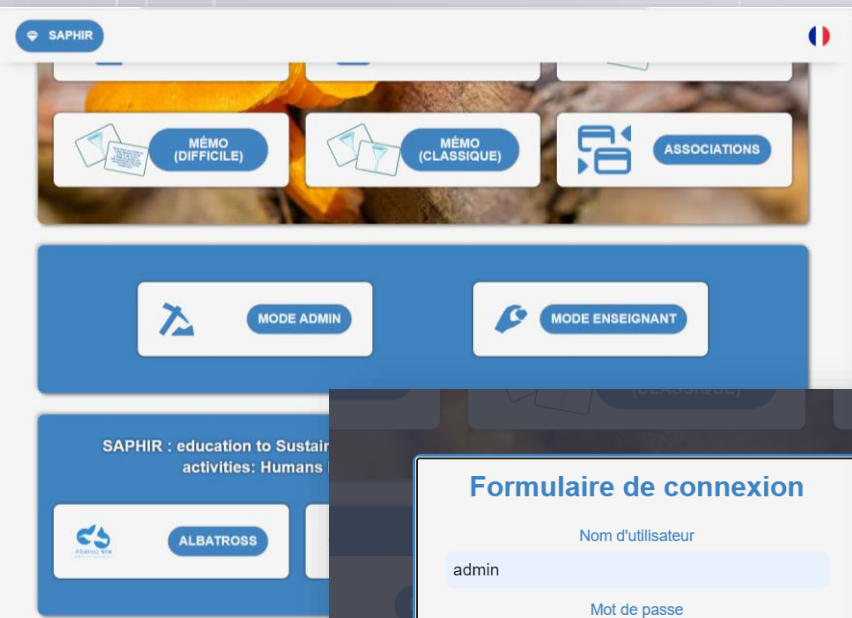 SAPHIR
MÉMO
(DIFFICILE)
MÉMO
(CLASSIQUE)
ASSOCIATIONS
MODE ADMIN
MODE ENSEIGNANT
(CLASSIQUE)
SAPHIR : education to Sustain
activities: Humans
ALBATROSS
Formulaire de connexion
Nom d'utilisateur
admin
Mot de passe